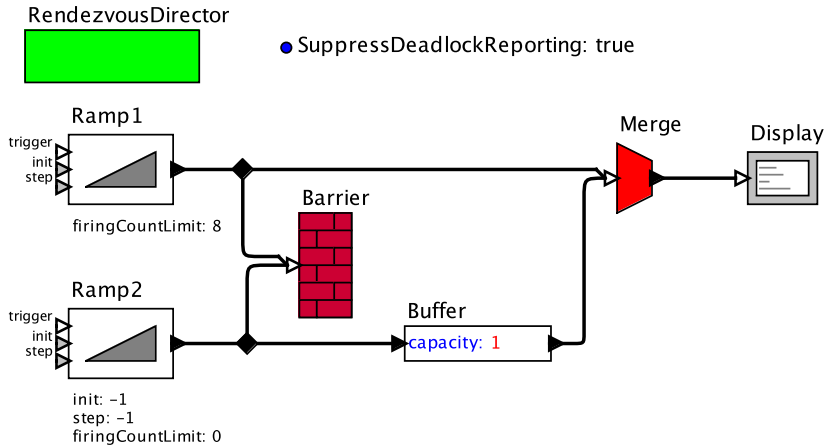 RendezvousDirector
SuppressDeadlockReporting: true
Ramp1
trigger
init
step
firingCountLimit: 8
Merge
Display
Barrier
Ramp2
trigger
init
step
init: -1
step: -1
firingCountLimit: 0
Buffer
capacity: 1